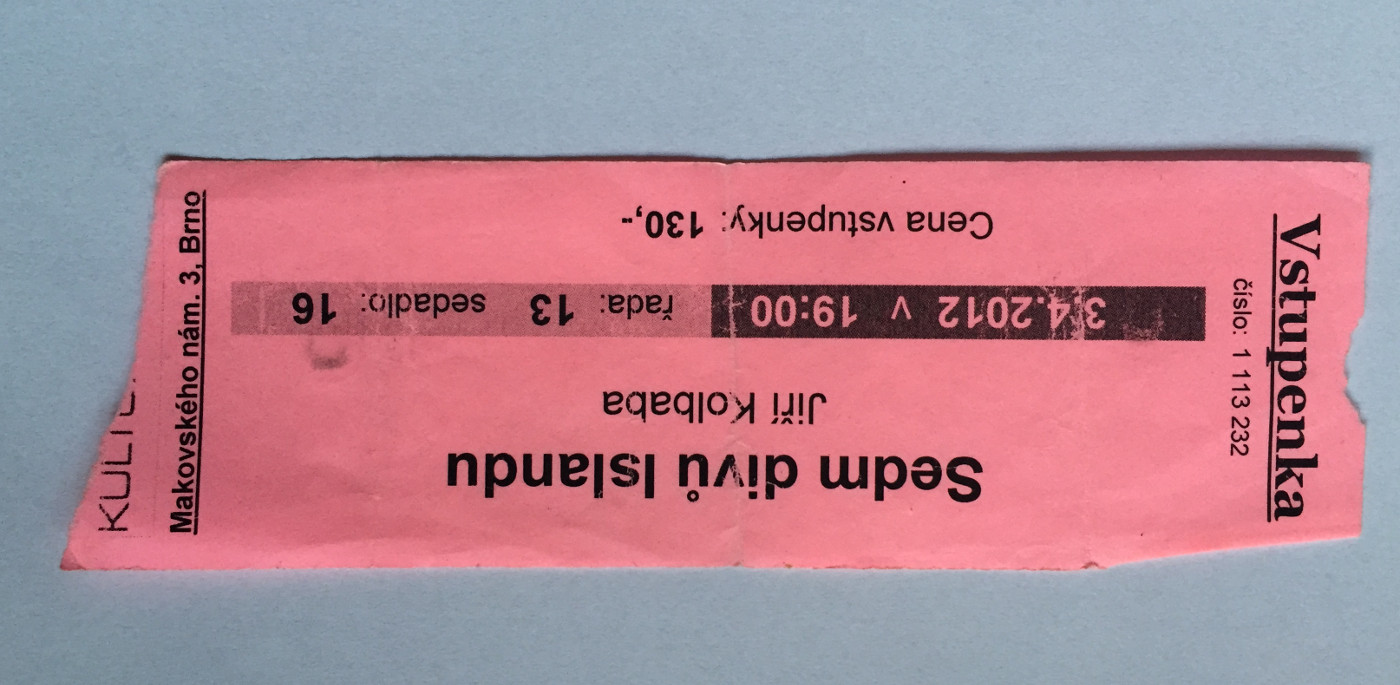 Vstupenka
číslo: 1 113 232
Sedm divů Islandu
Jiří Kolbaba
3.4.2012 v 19:00 řada: 13 sedadlo: 16
Cena vstupenky: 130,-
Makovského nám. 3, Brno